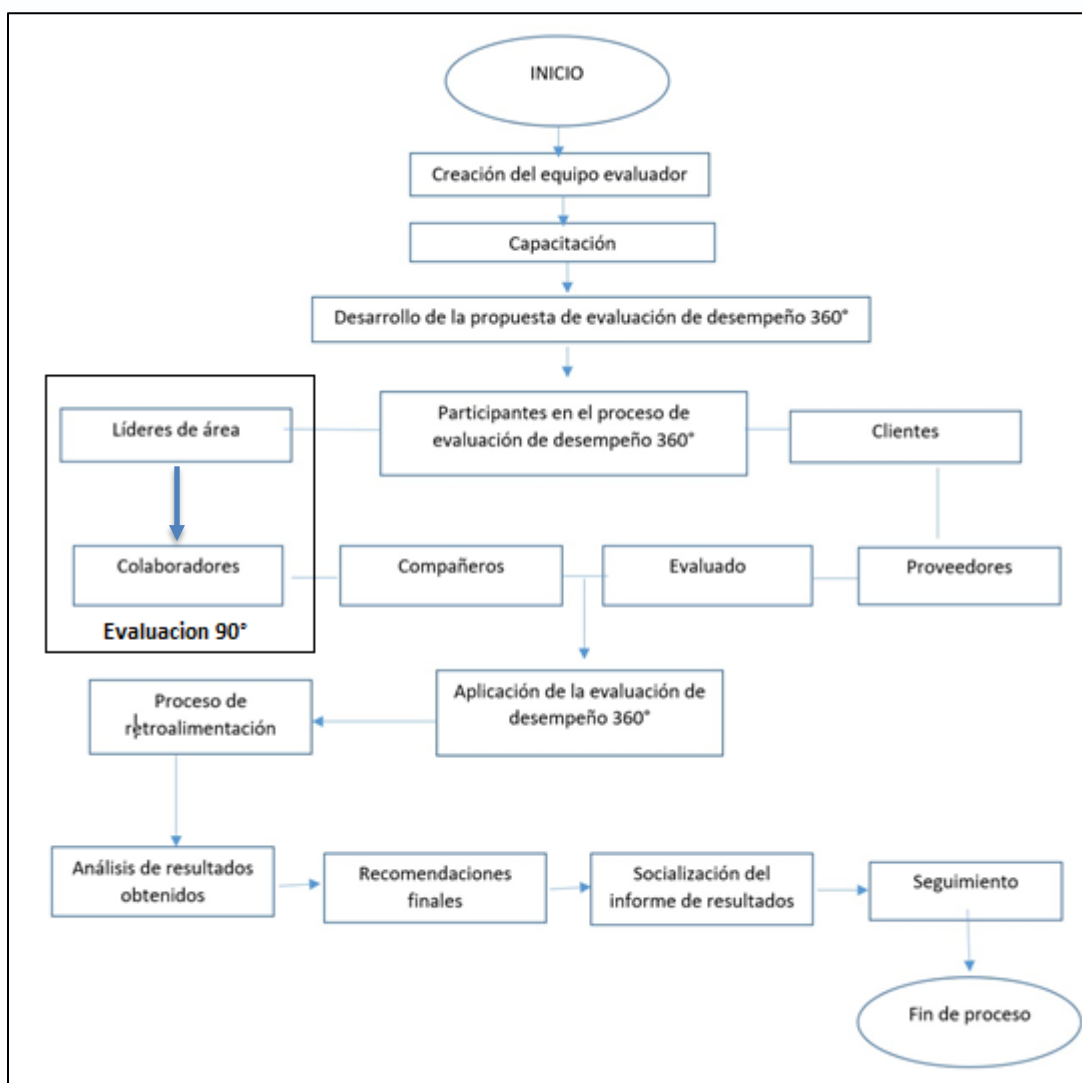 INICIO
Creación del equipo evaluador
Capacitación
Desarrollo de la propuesta de evaluación de desempeño 360°
Líderes de área
Participantes en el proceso de
evaluación de desempeño 360°
Clientes
Colaboradores
Compañeros
Evaluado
Proveedores
Evaluacion 90°
Proceso de
retroalimentación
Aplicación de la evaluación de
desempeño 360°
Análisis de resultados
obtenidos
Recomendaciones
finales
Socialización del
informe de resultados
Seguimiento
Fin de proceso